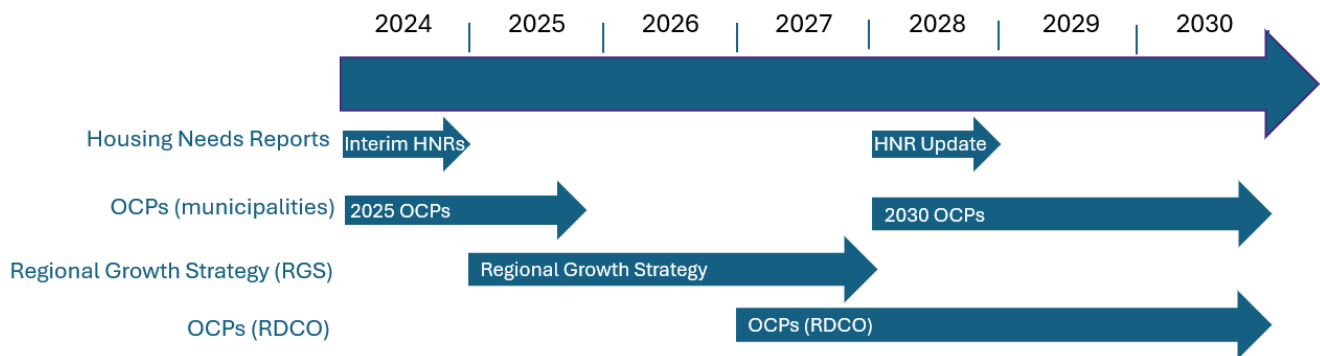 2024 | 2025 | 2026 | 2027 | 2028 | 2029 | 2030
Housing Needs Reports Interim HNRs HNR Update
OCPs (municipalities) 2025 OCPs 2030 OCPs
Regional Growth Strategy (RGS) Regional Growth Strategy
OCPs (RDCO) OCPs (RDCO)